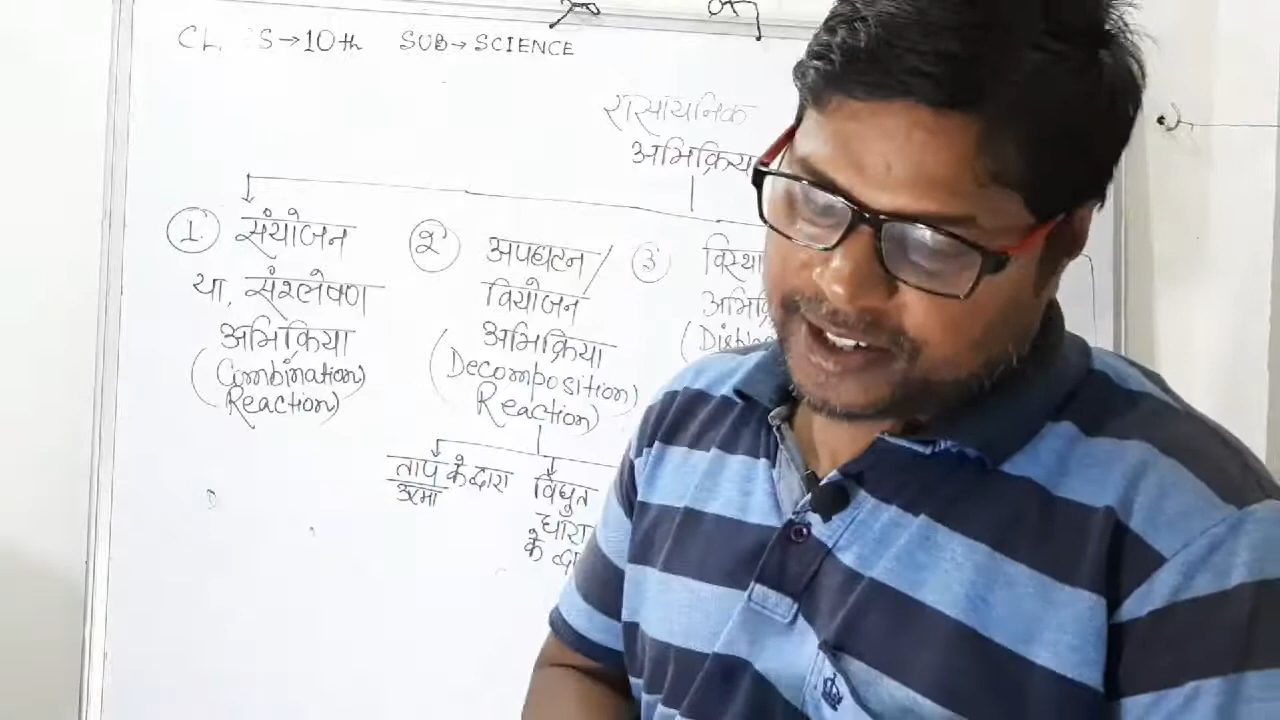 CL S→10th SUB→SCIENCE
रासायनिक
अभिक्रिया
① संयोजन
या, संश्लेषण
अभिक्रिया
(Combination)
Reaction)
② अपघटन/
वियोजन
अभिक्रिया
(Decomposition)
Reaction)
ताप के द्वारा
ऊष्मा
विद्युत
धारा
के
③